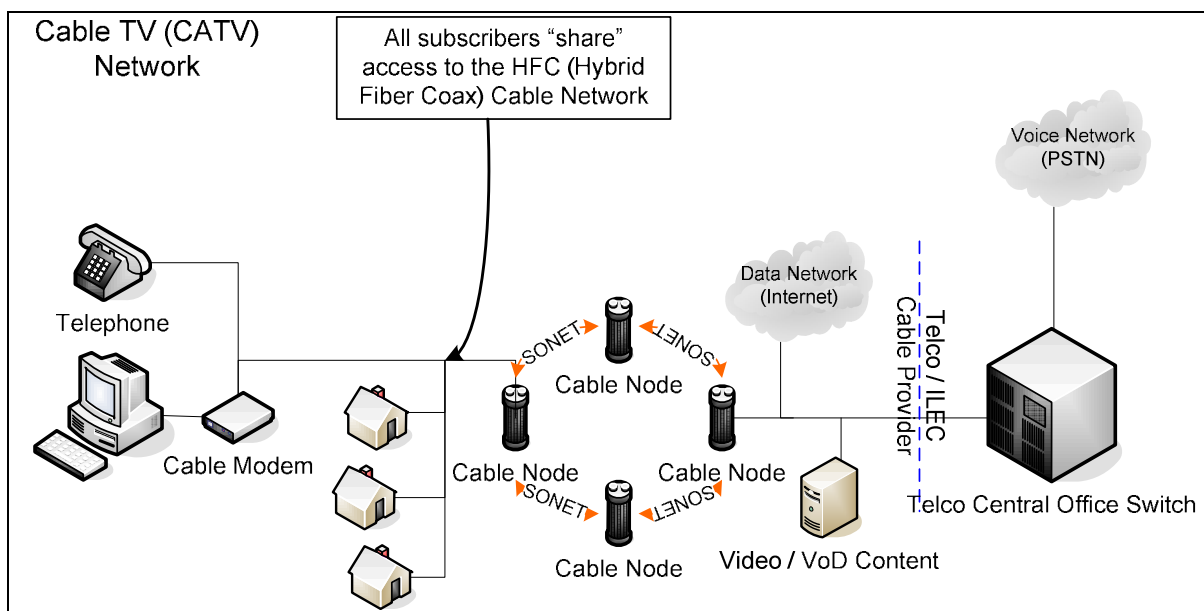 Cable TV (CATV)
Network
All subscribers “share”
access to the HFC (Hybrid
Fiber Coax) Cable Network
Voice Network
(PSTN)
Data Network
(Internet)
Telephone
Cable Modem
SONET
SONET
SONET
SONET
Cable Node
Cable Node
Cable Node
Cable Node
Telco / ILEC
Cable Provider
Telco Central Office Switch
Video / VoD Content